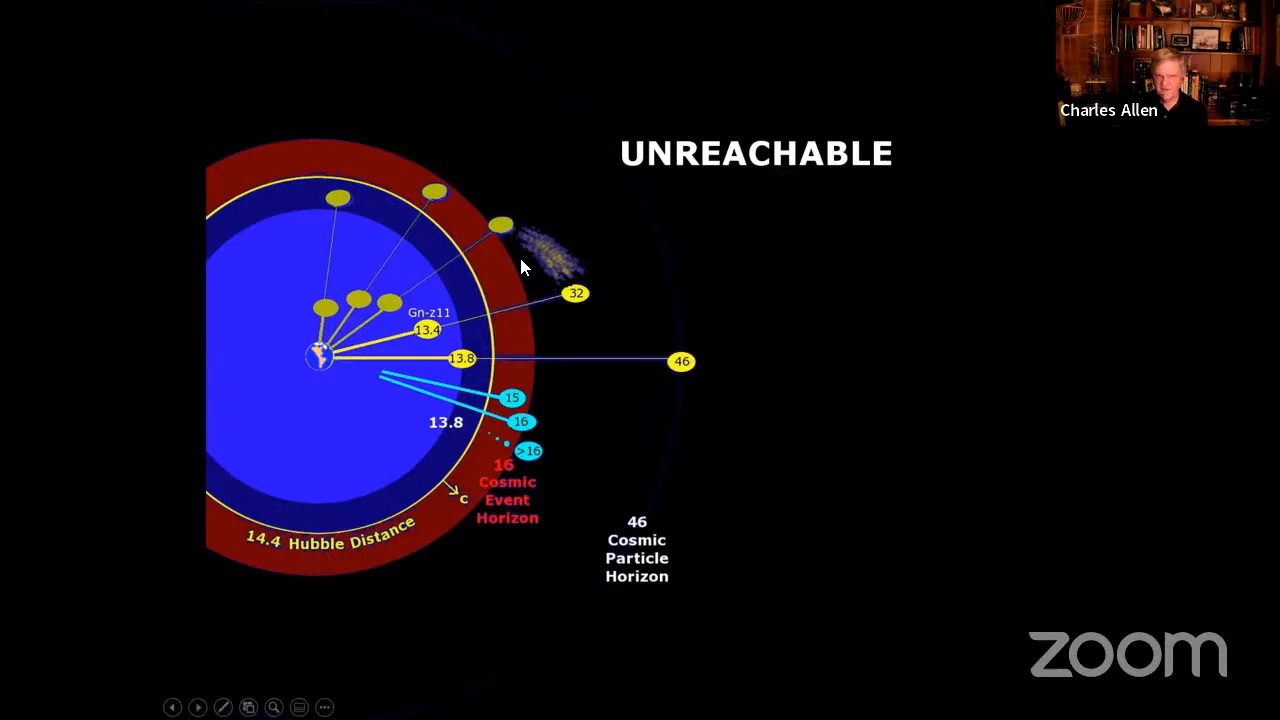 Charles Allen
UNREACHABLE
32
Gn-z11
13.4
13.8
46
15
16
13.8
>16
16
Cosmic
Event
Horizon
c
14.4 Hubble Distance
46
Cosmic
Particle
Horizon
zoom